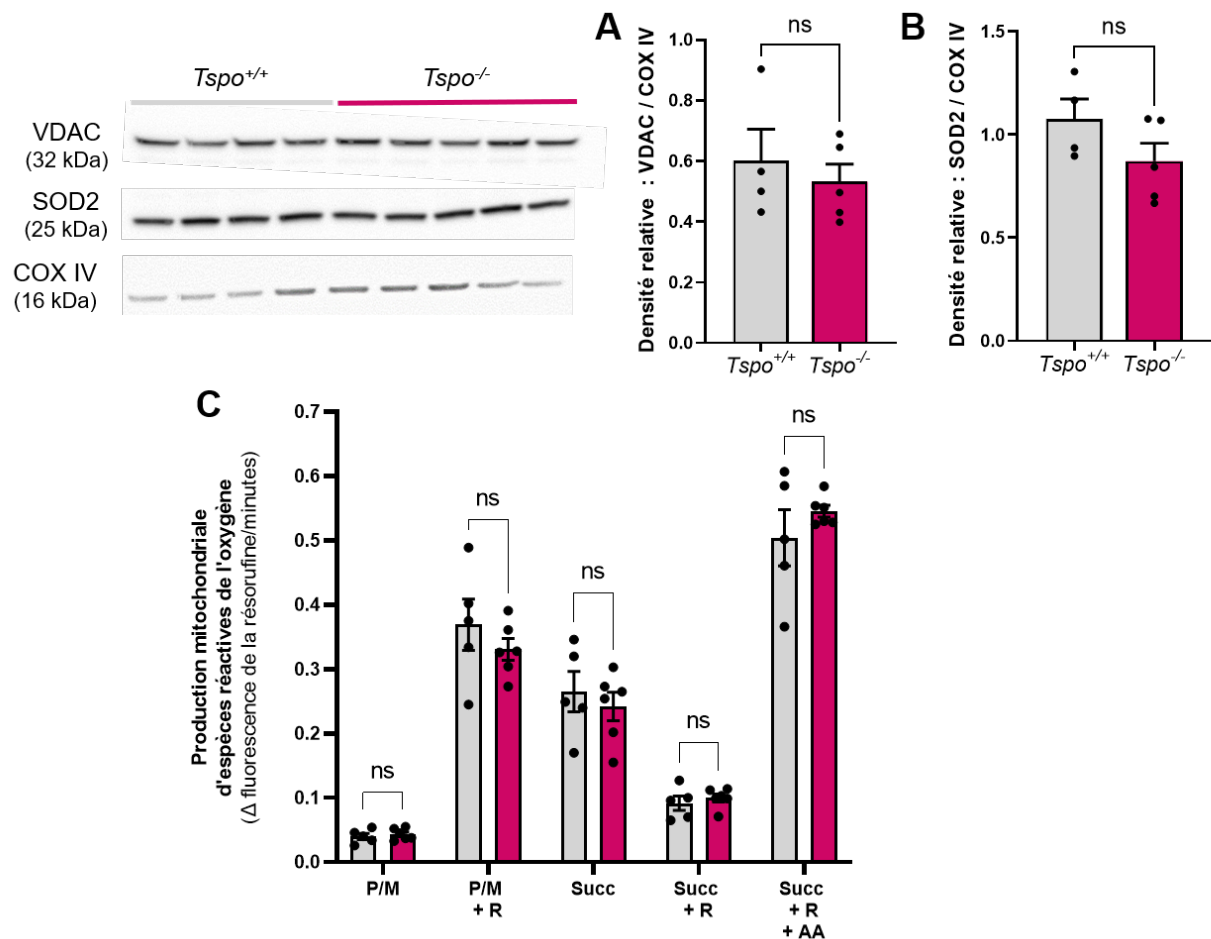 Tspo+/+ Tspo-/-
VDAC
(32 kDa)
SOD2
(25 kDa)
COX IV
(16 kDa)
A
Densité relative : VDAC / COX IV
1.0
0.8
0.6
0.4
0.2
0.0
ns
Tspo+/+ Tspo-/-
B
Densité relative : SOD2 / COX IV
1.5
1.0
0.5
0.0
ns
Tspo+/+ Tspo-/-
C
Production mitochondriale
d'espèces réactives de l'oxygène
(Δ fluorescence de la résorufine/minutes)
0.7
0.6
0.5
0.4
0.3
0.2
0.1
0.0
ns
ns
ns
ns
ns
P/M
P/M
+ R
Succ
Succ
+ R
Succ
+ R
+ AA